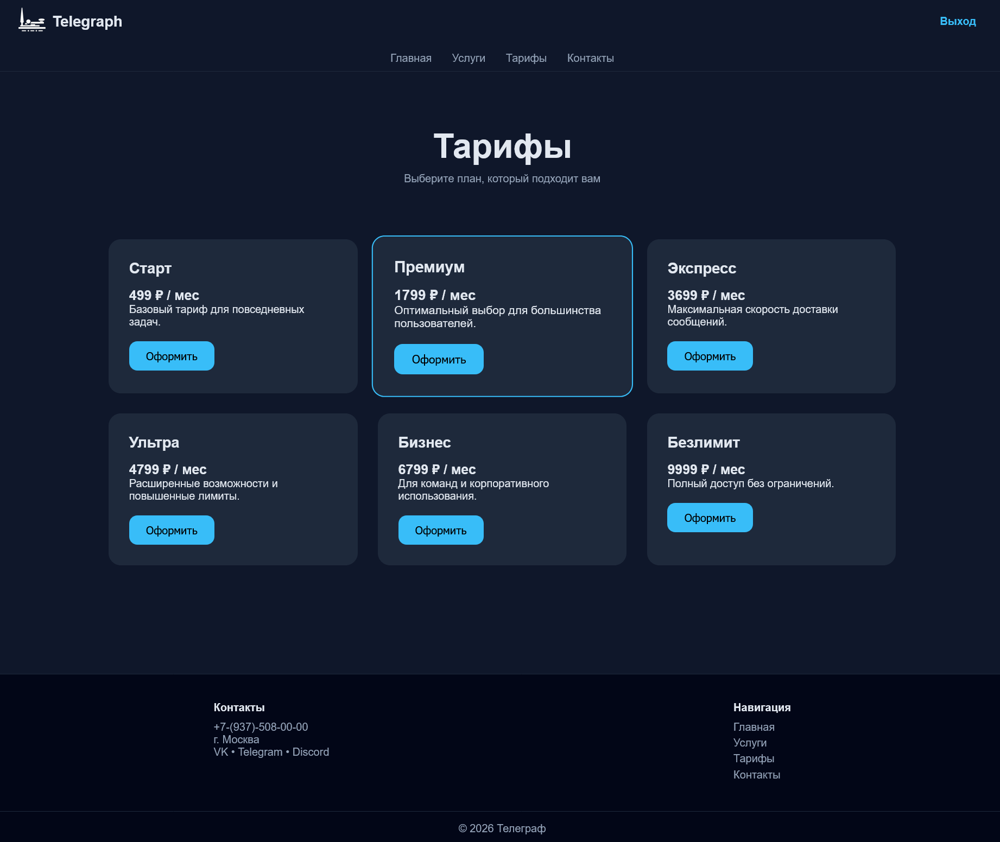 Telegraph
Выход
Главная Услуги Тарифы Контакты
Тарифы
Выберите план, который подходит вам
Старт
499 ₽ / мес
Базовый тариф для повседневных
задач.
Оформить
Премиум
1799 ₽ / мес
Оптимальный выбор для большинства
пользователей.
Оформить
Экспресс
3699 ₽ / мес
Максимальная скорость доставки
сообщений.
Оформить
Ультра
4799 ₽ / мес
Расширенные возможности и
повышенные лимиты.
Оформить
Бизнес
6799 ₽ / мес
Для команд и корпоративного
использования.
Оформить
Безлимит
9999 ₽ / мес
Полный доступ без ограничений.
Оформить
Контакты
+7-(937)-508-00-00
г. Москва
VK • Telegram • Discord
Навигация
Главная
Услуги
Тарифы
Контакты
© 2026 Телеграф